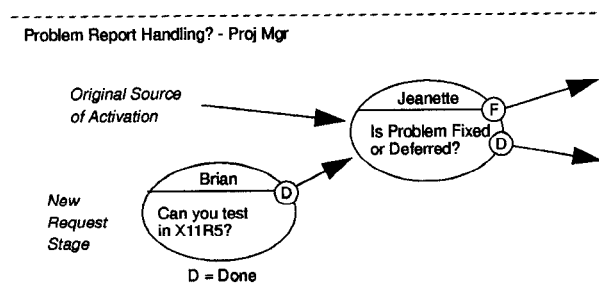 Problem Report Handling? - Proj Mgr
Original Source
of Activation
Jeanette
F
Is Problem Fixed
or Deferred?
D
Brian
D
New
Request
Stage
Can you test
in X11R5?
D = Done